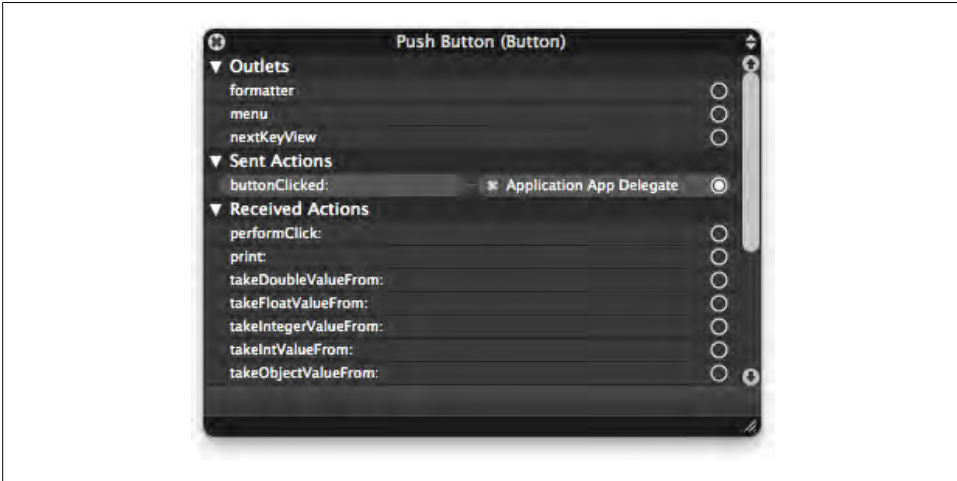 Push Button (Button)
Outlets
formatter
menu
nextKeyView
Sent Actions
buttonClicked: Application App Delegate
Received Actions
performClick:
print:
takeDoubleValueFrom:
takeFloatValueFrom:
takeIntegerValueFrom:
takeIntValueFrom:
takeObjectValueFrom: